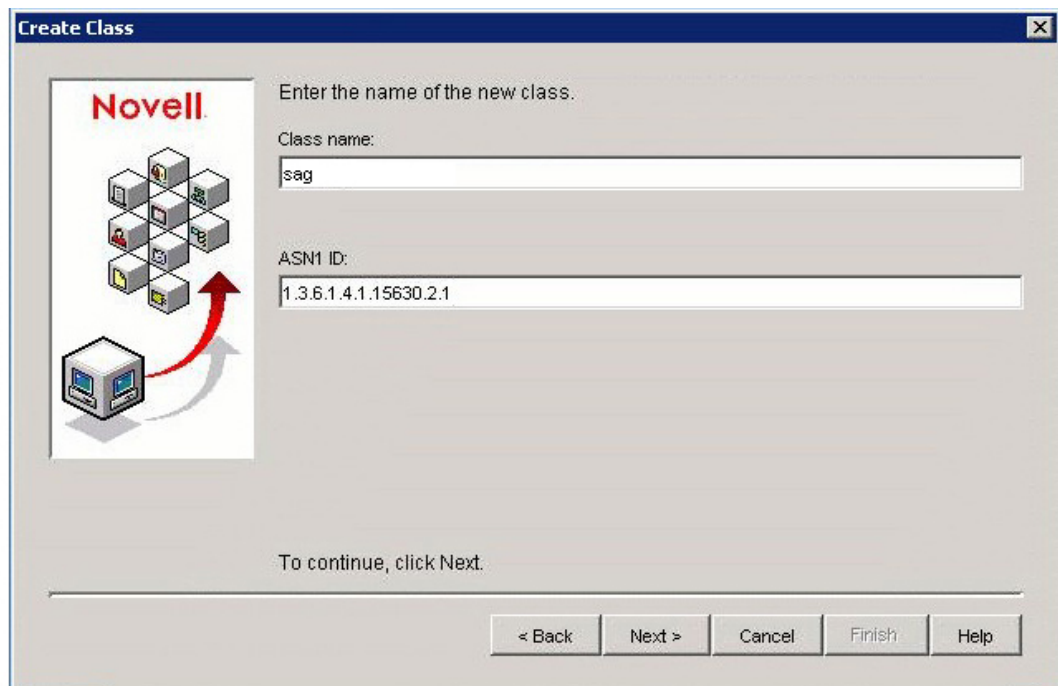 Create Class
Novell.
Enter the name of the new class.
Class name:
sag
ASN1 ID:
1.3.6.1.4.1.15630.2.1
To continue, click Next.
< Back
Next >
Cancel
Finish
Help